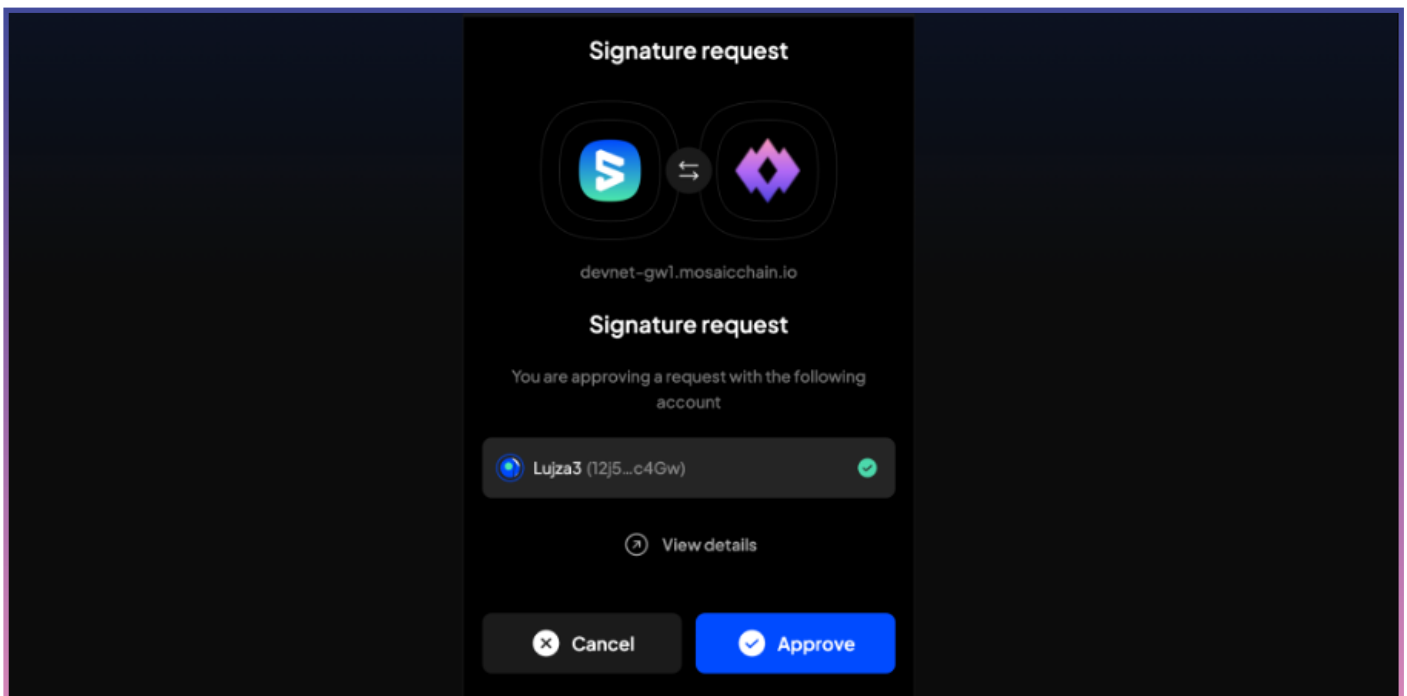 Signature request
devnet-gw1.mosaicchain.io
Signature request
You are approving a request with the following
account
Lujza3 (12j5...c4Gw)
View details
Cancel
Approve